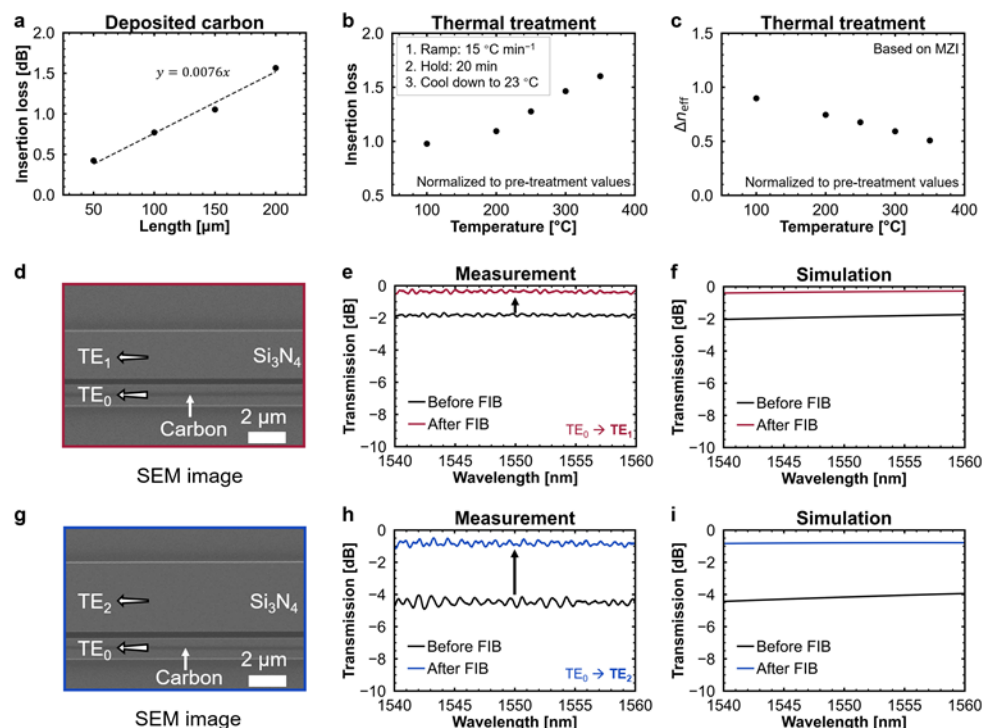 a
Deposited carbon
Insertion loss [dB]
2.0
1.5
1.0
0.5
0.0
y = 0.0076x
50 100 150 200
Length [μm]
b
Thermal treatment
Insertion loss
2.0
1.5
1.0
0.5
1. Ramp: 15 °C min⁻¹
2. Hold: 20 min
3. Cool down to 23 °C
Normalized to pre-treatment values
100 200 300 400
Temperature [°C]
c
Thermal treatment
Δn_eff
1.5
1.0
0.5
0.0
Based on MZI
Normalized to pre-treatment values
100 200 300 400
Temperature [°C]
d
TE₁
Si₃N₄
TE₀
Carbon
2 μm
SEM image
e
Measurement
Transmission [dB]
0
−2
−4
−6
−8
−10
Before FIB
After FIB
TE₀ → TE₁
1540 1545 1550 1555 1560
Wavelength [nm]
f
Simulation
Transmission [dB]
0
−2
−4
−6
−8
−10
Before FIB
After FIB
1540 1545 1550 1555 1560
Wavelength [nm]
g
TE₂
Si₃N₄
TE₀
Carbon
2 μm
SEM image
h
Measurement
Transmission [dB]
0
−2
−4
−6
−8
−10
Before FIB
After FIB
TE₀ → TE₂
1540 1545 1550 1555 1560
Wavelength [nm]
i
Simulation
Transmission [dB]
0
−2
−4
−6
−8
−10
Before FIB
After FIB
1540 1545 1550 1555 1560
Wavelength [nm]